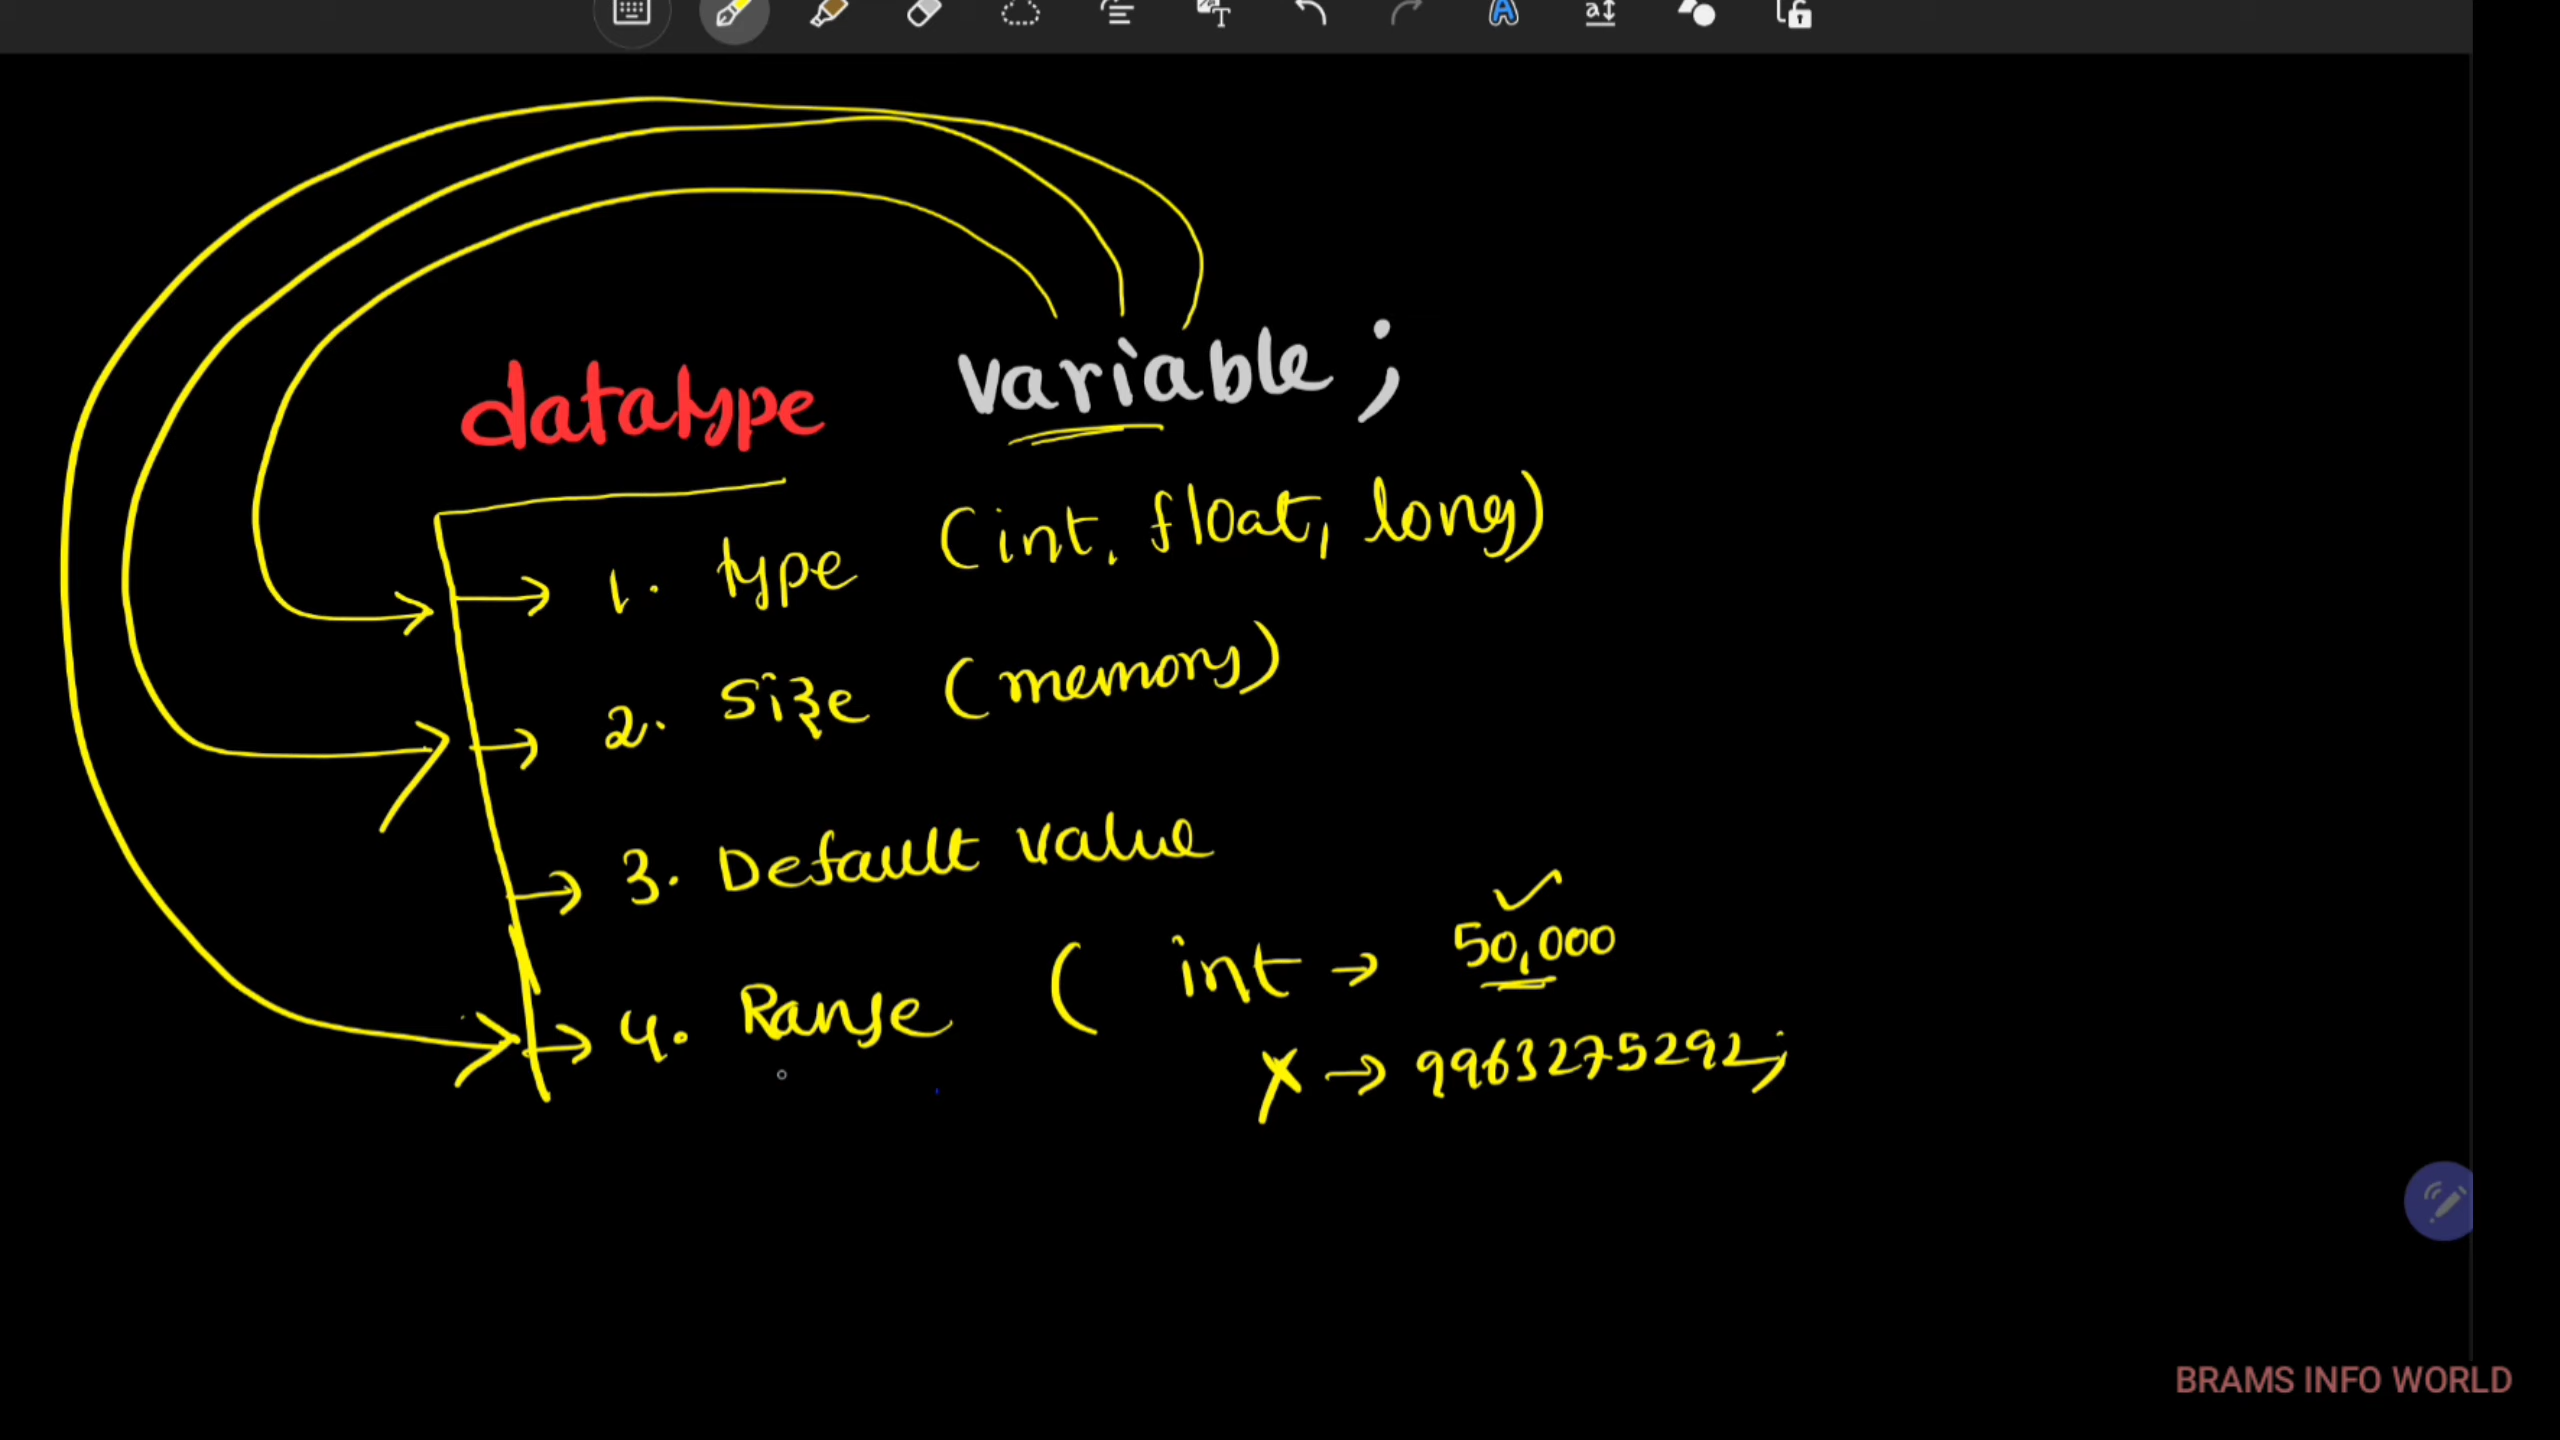 datatype variable;
1. type (int, float, long)
2. size (memory)
3. Default value
4. Range ( int → 50,000 ✓
x → 9963275292;
BRAMS INFO WORLD